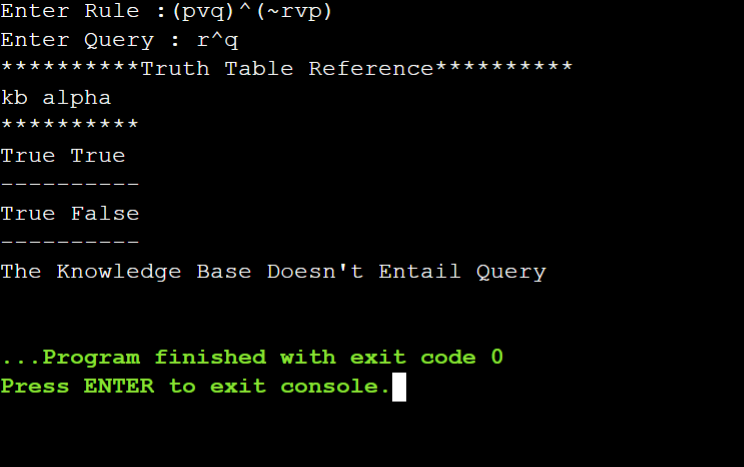 Enter Rule :(pvq)^(~rvp)
Enter Query : r^q
**********Truth Table Reference**********
kb alpha
**********
True True
----------
True False
----------
The Knowledge Base Doesn't Entail Query
...Program finished with exit code 0
Press ENTER to exit console.